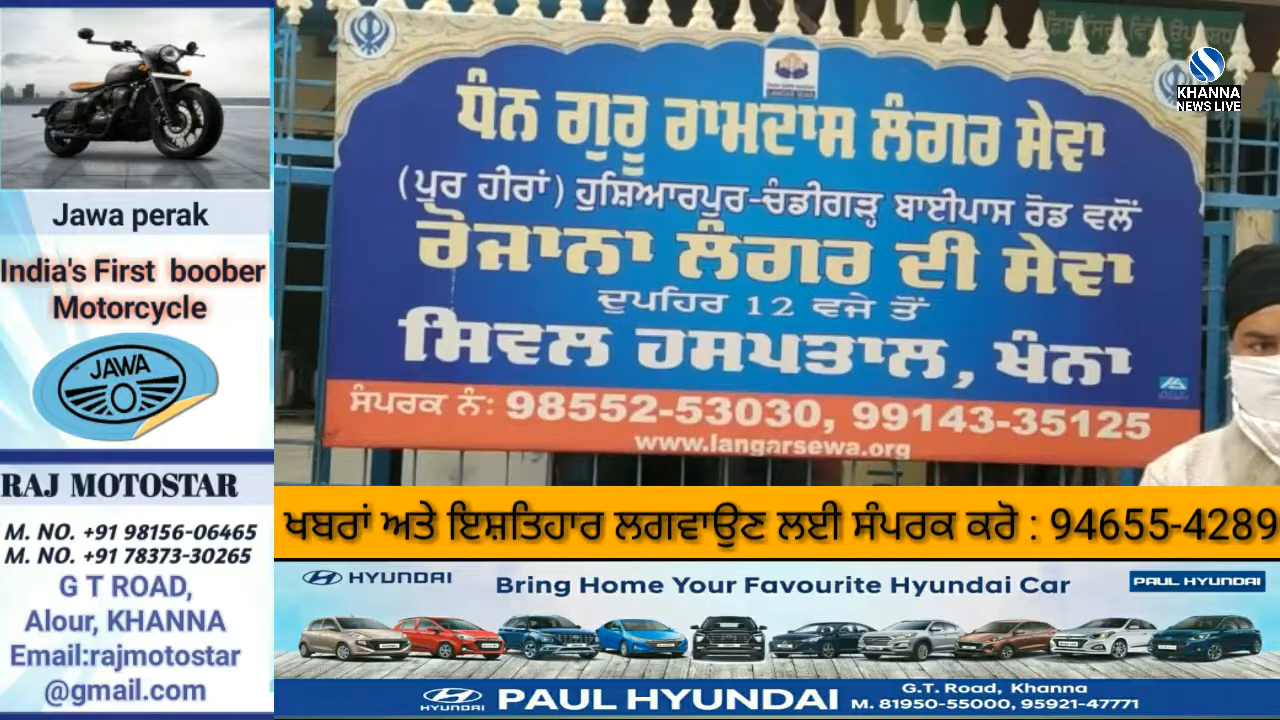 Jawa perak
India's First boober
Motorcycle
JAWA
RAJ MOTOSTAR
M. NO. +91 98156-06465
M. NO. +91 78373-30265
G T ROAD,
Alour, KHANNA
Email:rajmotostar
@gmail.com
KHANNA
NEWS LIVE
ਧੰਨ ਗੁਰੂ ਰਾਮਦਾਸ ਲੰਗਰ ਸੇਵਾ
(ਪੁਰ ਹੀਰਾਂ) ਹੁਸ਼ਿਆਰਪੁਰ-ਚੰਡੀਗੜ੍ਹ ਬਾਈਪਾਸ ਰੋਡ ਵਲੋਂ
ਰੋਜਾਨਾ ਲੰਗਰ ਦੀ ਸੇਵਾ
ਦੁਪਹਿਰ 12 ਵਜੇ ਤੋਂ
ਸਿਵਲ ਹਸਪਤਾਲ, ਖੰਨਾ
ਸੰਪਰਕ ਨੰ: 98552-53030, 99143-35125
www.langarsewa.org
ਖਬਰਾਂ ਅਤੇ ਇਸ਼ਤਿਹਾਰ ਲਗਵਾਉਣ ਲਈ ਸੰਪਰਕ ਕਰੋ : 94655-4289
HYUNDAI
Bring Home Your Favourite Hyundai Car
PAUL HYUNDAI
HYUNDAI
PAUL HYUNDAI
G.T. Road, Khanna
M. 81950-55000, 95921-47771